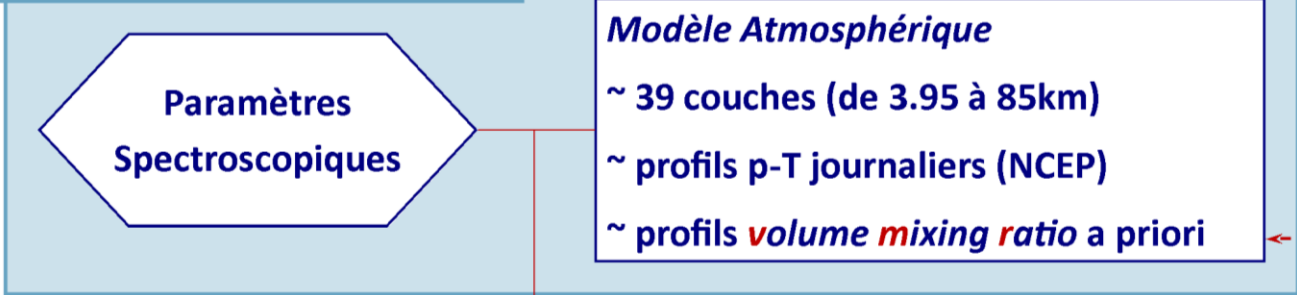 Paramètres
Spectroscopiques
Modèle Atmosphérique
~ 39 couches (de 3.95 à 85km)
~ profils p-T journaliers (NCEP)
~ profils volume mixing ratio a priori